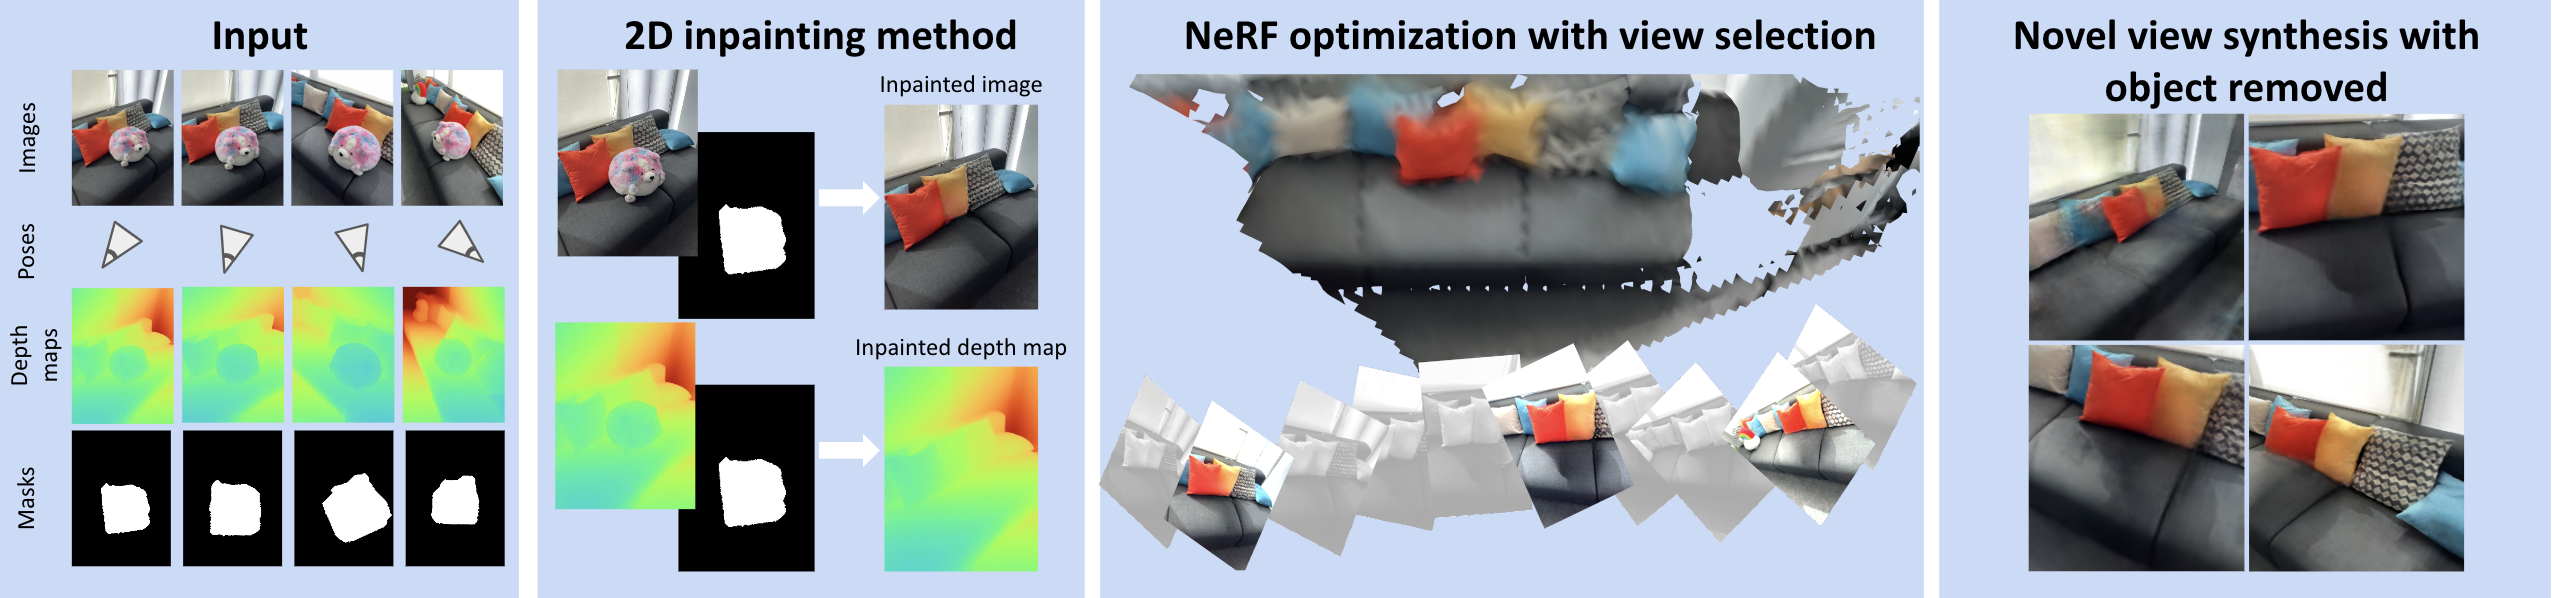 Input
Images
Poses
Depth
maps
Masks
2D inpainting method
Inpainted image
Inpainted depth map
NeRF optimization with view selection
Novel view synthesis with
object removed